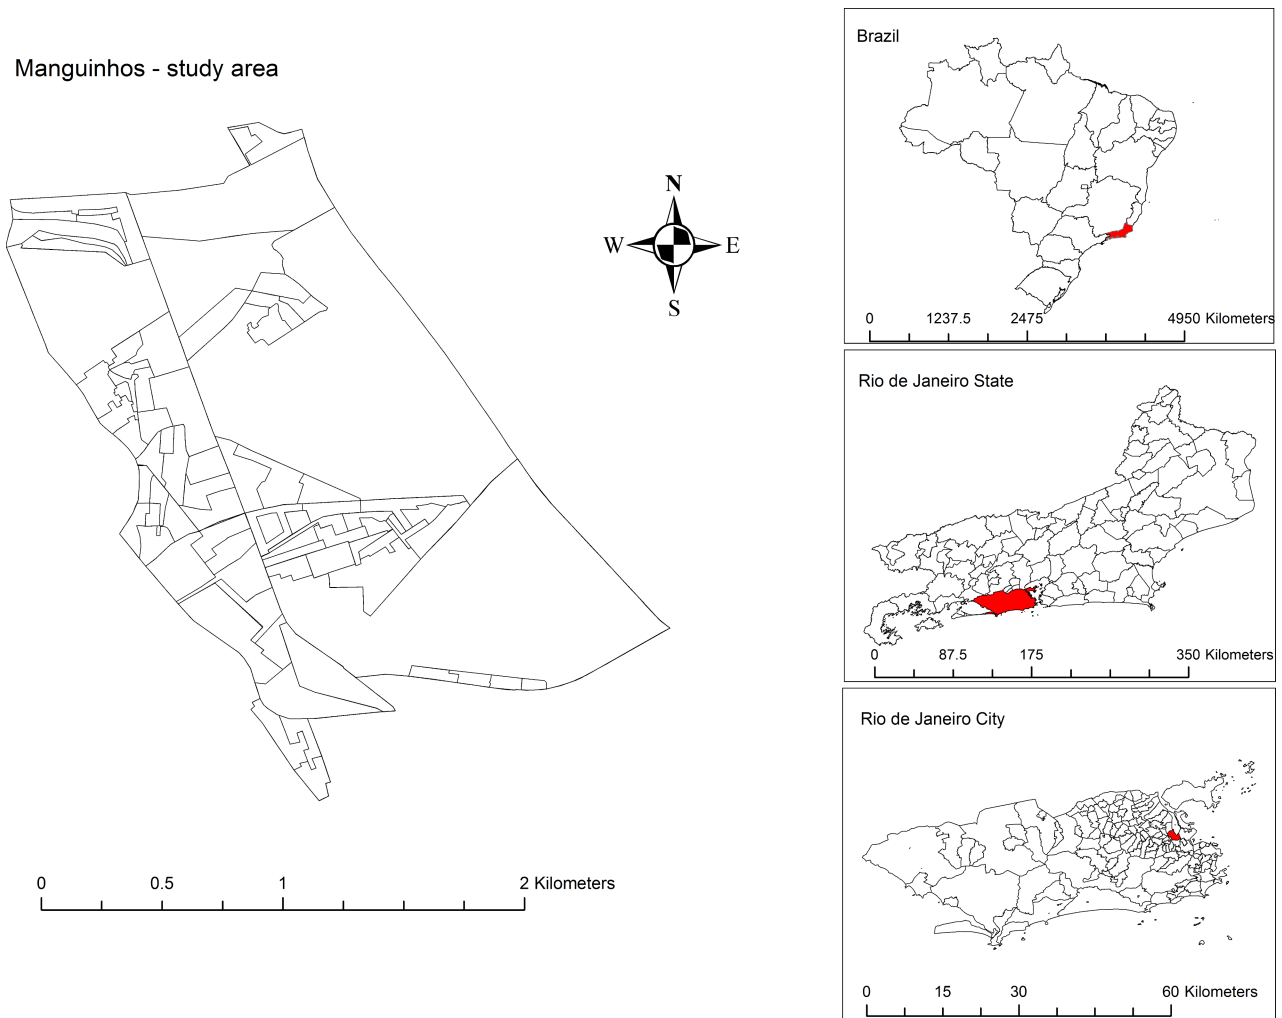 Manguinhos - study area
N
W E
S
0 0.5 1 2 Kilometers
Brazil
0 1237.5 2475 4950 Kilometers
Rio de Janeiro State
0 87.5 175 350 Kilometers
Rio de Janeiro City
0 15 30 60 Kilometers